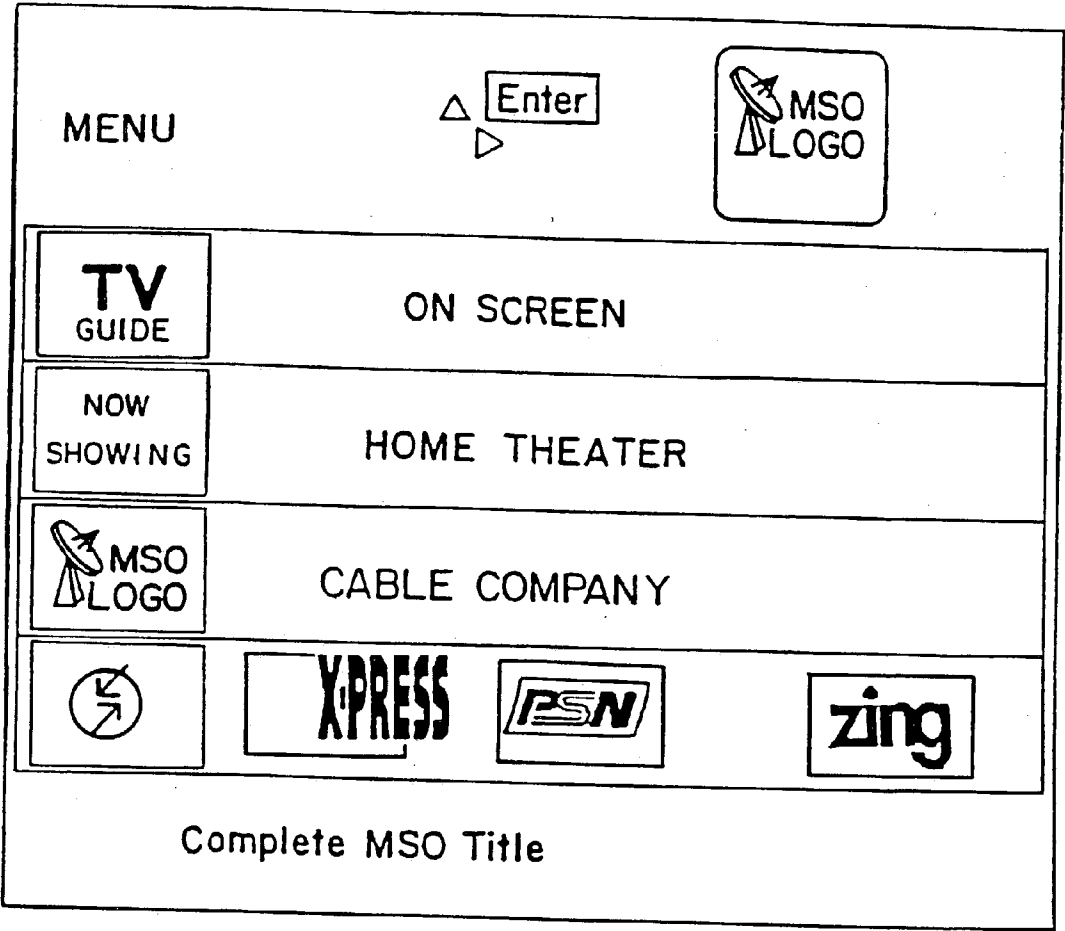 MENU
Enter
MSO
LOGO
TV
GUIDE
ON SCREEN
NOW
SHOWING
HOME THEATER
MSO
LOGO
CABLE COMPANY
X·PRESS
PSN
zing
Complete MSO Title